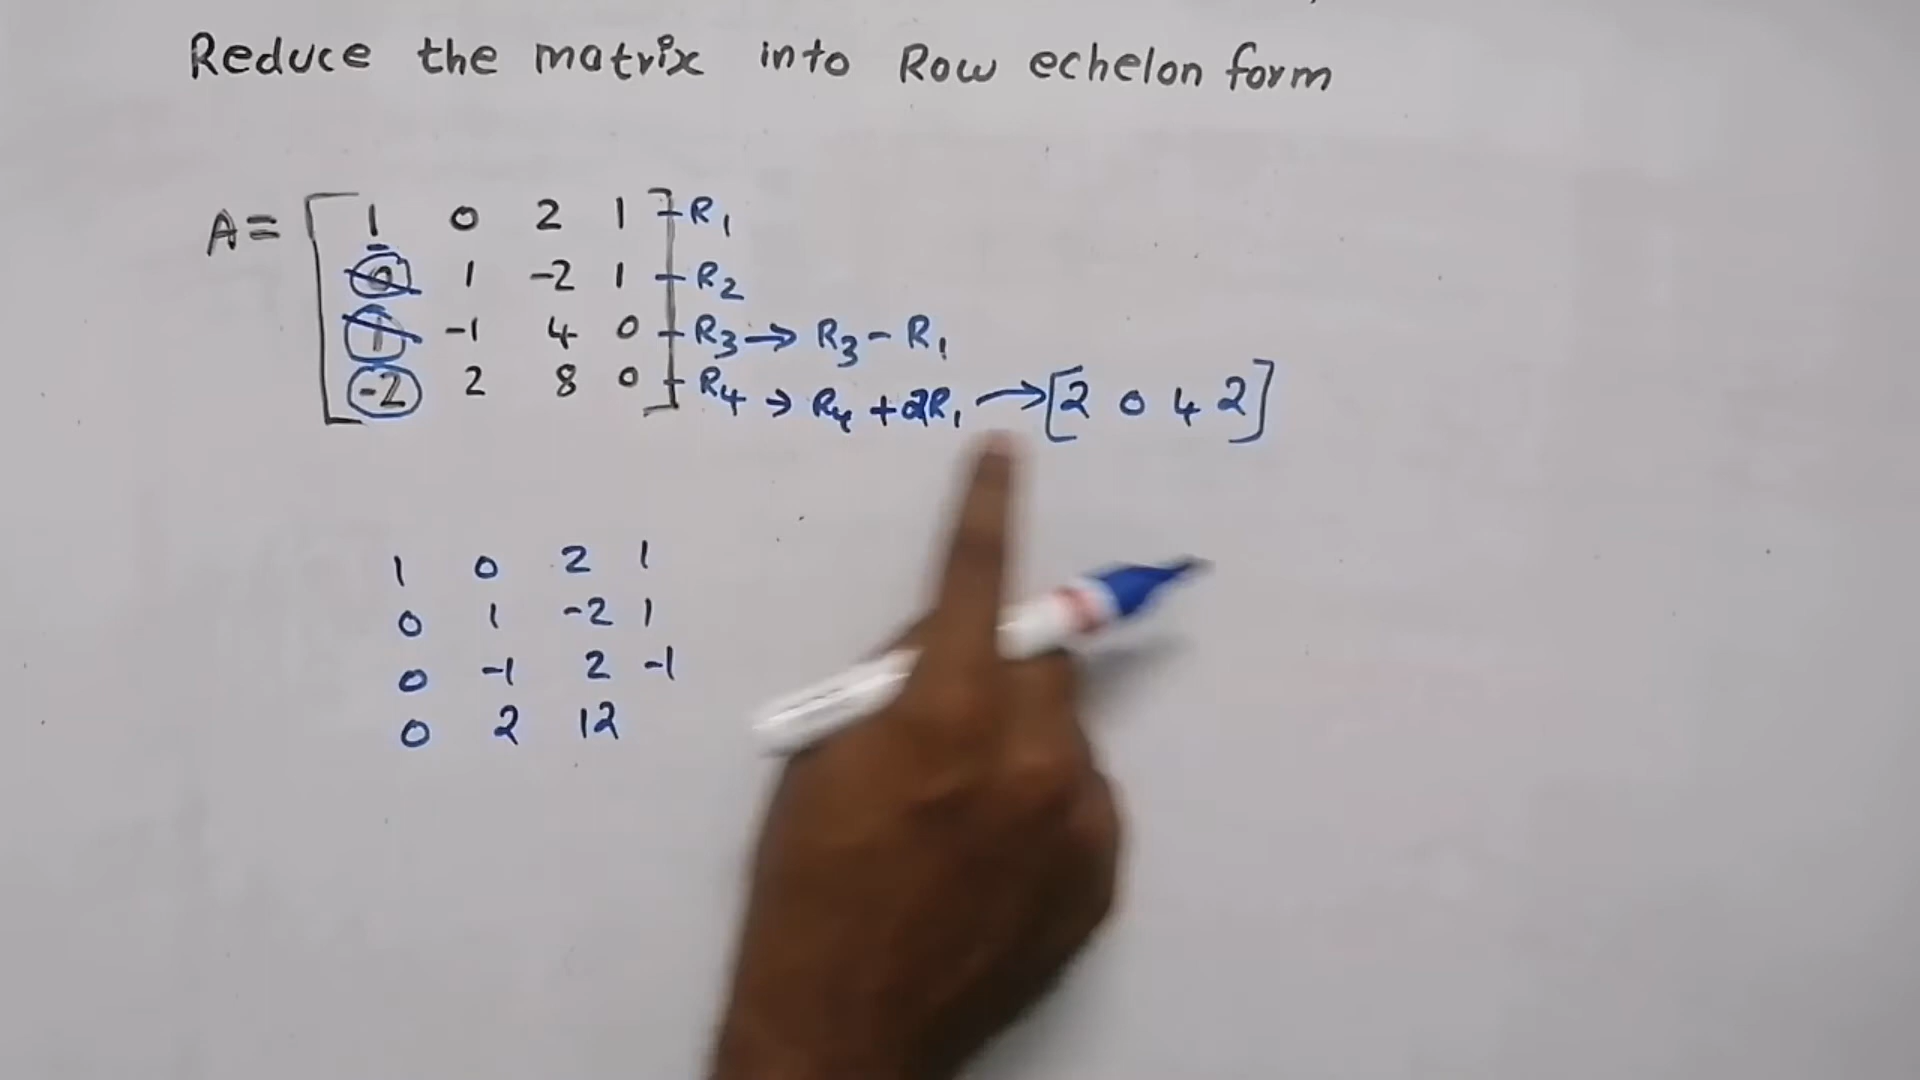 Reduce the matrix into Row echelon form
A = [ 1 0 2 1 ] - R1
0 1 -2 1 - R2
1 -1 4 0 - R3 → R3 - R1
-2 2 8 0 - R4 → R4 + 2R1 → [2 0 4 2]
1 0 2 1
0 1 -2 1
0 -1 2 -1
0 2 12